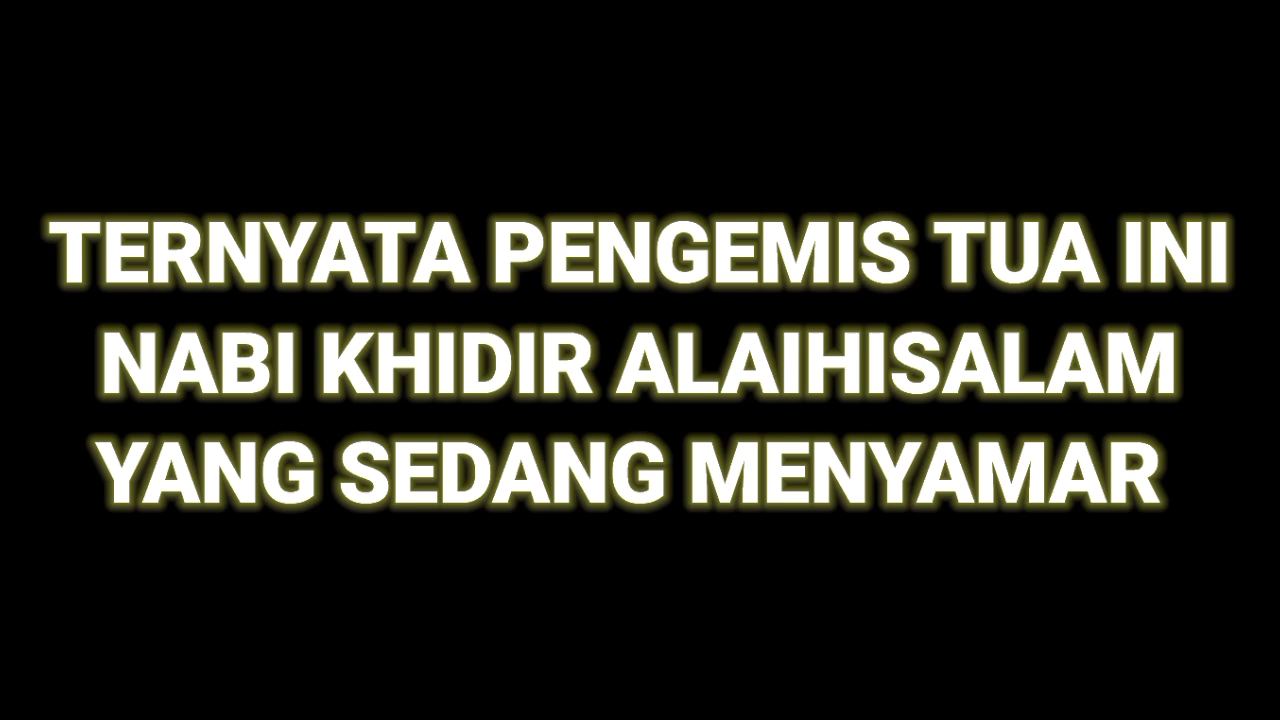 TERNYATA PENGEMIS TUA INI
NABI KHIDIR ALAIHISALAM
YANG SEDANG MENYAMAR